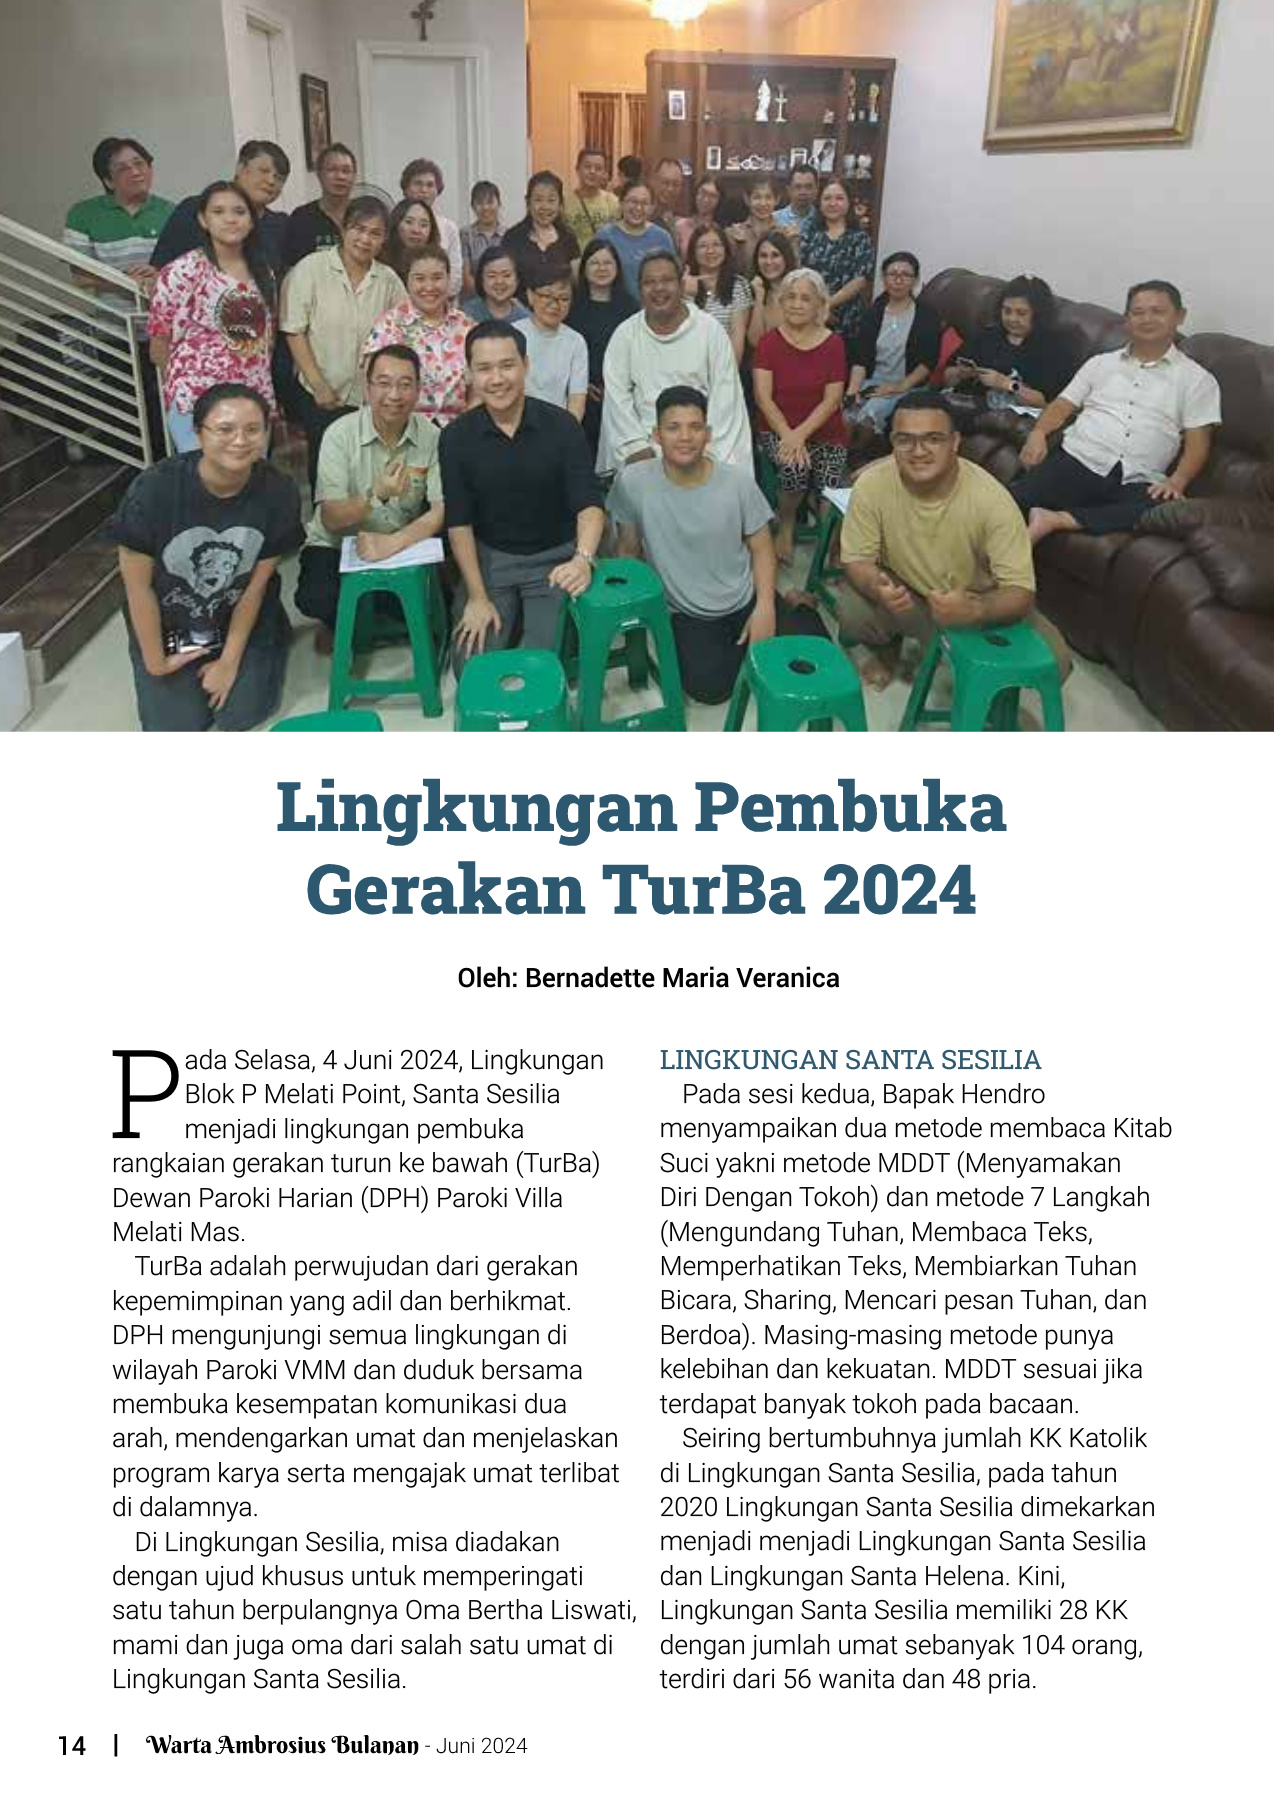 Lingkungan Pembuka
Gerakan TurBa 2024
Oleh: Bernadette Maria Veranica
Pada Selasa, 4 Juni 2024, Lingkungan
Blok P Melati Point, Santa Sesilia
menjadi lingkungan pembuka
rangkaian gerakan turun ke bawah (TurBa)
Dewan Paroki Harian (DPH) Paroki Villa
Melati Mas.
TurBa adalah perwujudan dari gerakan
kepemimpinan yang adil dan berhikmat.
DPH mengunjungi semua lingkungan di
wilayah Paroki VMM dan duduk bersama
membuka kesempatan komunikasi dua
arah, mendengarkan umat dan menjelaskan
program karya serta mengajak umat terlibat
di dalamnya.
Di Lingkungan Sesilia, misa diadakan
dengan ujud khusus untuk memperingati
satu tahun berpulangnya Oma Bertha Liswati,
mami dan juga oma dari salah satu umat di
Lingkungan Santa Sesilia.
LINGKUNGAN SANTA SESILIA
Pada sesi kedua, Bapak Hendro
menyampaikan dua metode membaca Kitab
Suci yakni metode MDDT (Menyamakan
Diri Dengan Tokoh) dan metode 7 Langkah
(Mengundang Tuhan, Membaca Teks,
Memperhatikan Teks, Membiarkan Tuhan
Bicara, Sharing, Mencari pesan Tuhan, dan
Berdoa). Masing-masing metode punya
kelebihan dan kekuatan. MDDT sesuai jika
terdapat banyak tokoh pada bacaan.
Seiring bertumbuhnya jumlah KK Katolik
di Lingkungan Santa Sesilia, pada tahun
2020 Lingkungan Santa Sesilia dimekarkan
menjadi menjadi Lingkungan Santa Sesilia
dan Lingkungan Santa Helena. Kini,
Lingkungan Santa Sesilia memiliki 28 KK
dengan jumlah umat sebanyak 104 orang,
terdiri dari 56 wanita dan 48 pria.
14 | Warta Ambrosius Bulanan - Juni 2024